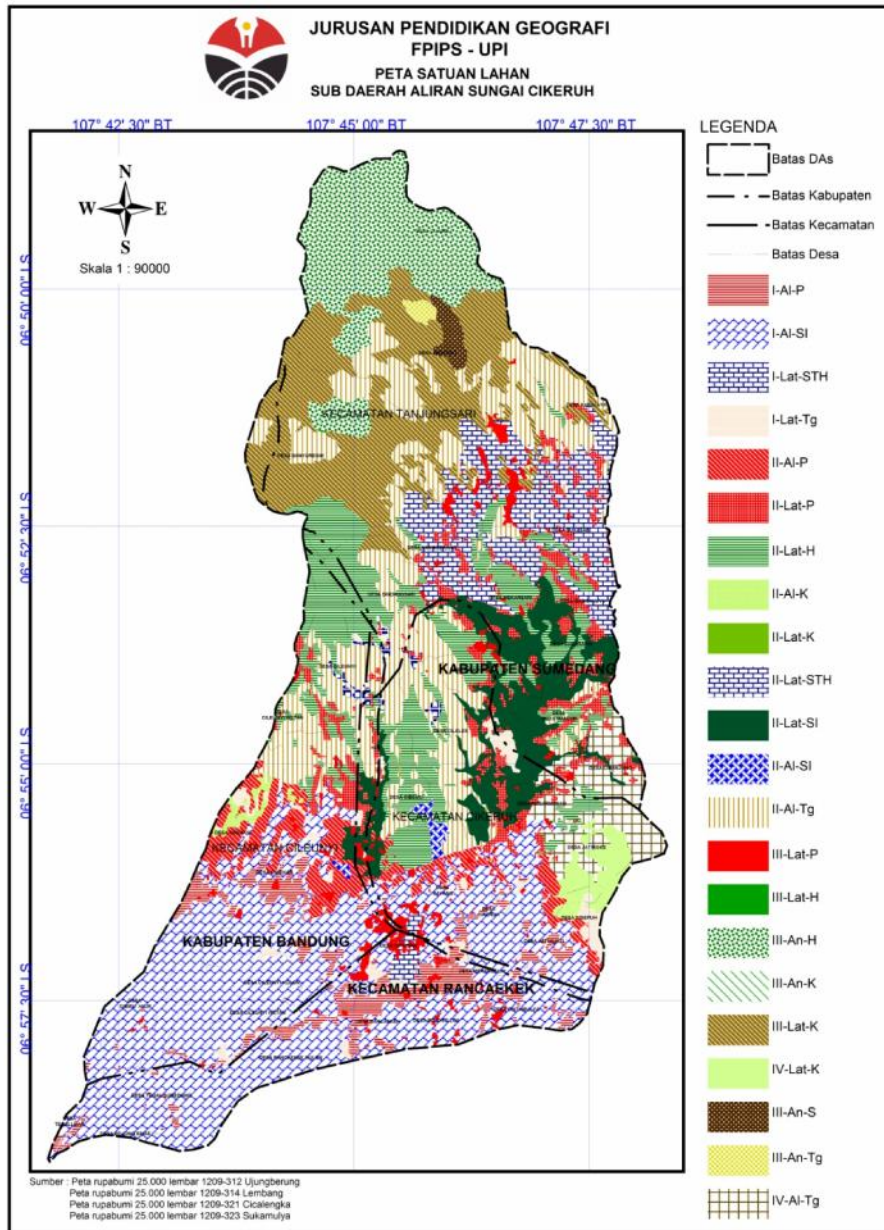 JURUSAN PENDIDIKAN GEOGRAFI
FPIPS - UPI
PETA SATUAN LAHAN
SUB DAERAH ALIRAN SUNGAI CIKERUH
107° 42' 30" BT
107° 45' 00" BT
107° 47' 30" BT
N
W E
S
Skala 1 : 90000
06° 50' 00" LS
06° 52' 30" LS
06° 55' 00" LS
06° 57' 30" LS
KECAMATAN TANJUNGSARI
KABUPATEN SUMEDANG
KECAMATAN CIKERUH
KECAMATAN CILEUNYI
KABUPATEN BANDUNG
KECAMATAN RANCAEKEK
LEGENDA
Batas DAs
Batas Kabupaten
Batas Kecamatan
Batas Desa
I-Al-P
I-Al-SI
I-Lat-STH
I-Lat-Tg
II-Al-P
II-Lat-P
II-Lat-H
II-Al-K
II-Lat-K
II-Lat-STH
II-Lat-SI
II-Al-SI
II-Al-Tg
III-Lat-P
III-Lat-H
III-An-H
III-An-K
III-Lat-K
IV-Lat-K
III-An-S
III-An-Tg
IV-Al-Tg
Sumber : Peta rupabumi 25.000 lembar 1209-312 Ujungberung
Peta rupabumi 25.000 lembar 1209-314 Lembang
Peta rupabumi 25.000 lembar 1209-321 Cicalengka
Peta rupabumi 25.000 lembar 1209-323 Sukamulya